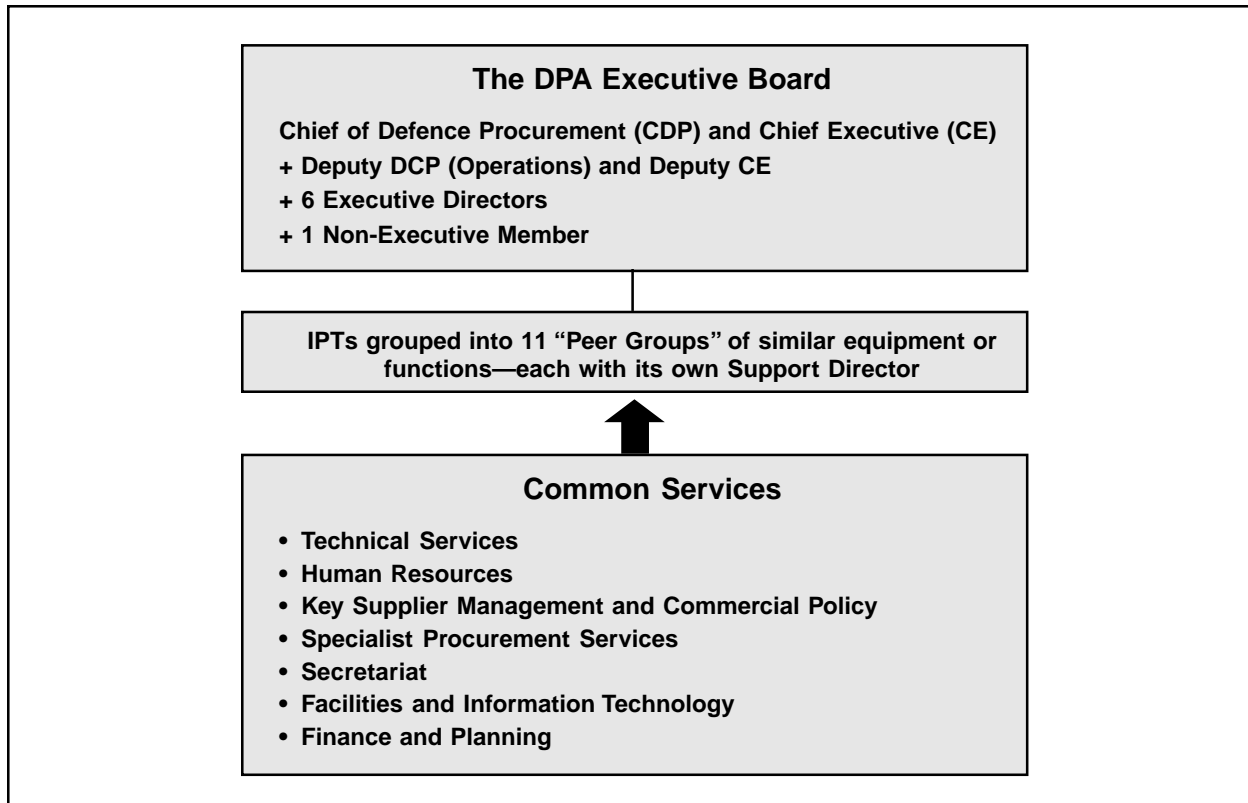 The DPA Executive Board
Chief of Defence Procurement (CDP) and Chief Executive (CE)
+ Deputy DCP (Operations) and Deputy CE
+ 6 Executive Directors
+ 1 Non-Executive Member
IPTs grouped into 11 “Peer Groups” of similar equipment or
functions—each with its own Support Director
Common Services
• Technical Services
• Human Resources
• Key Supplier Management and Commercial Policy
• Specialist Procurement Services
• Secretariat
• Facilities and Information Technology
• Finance and Planning